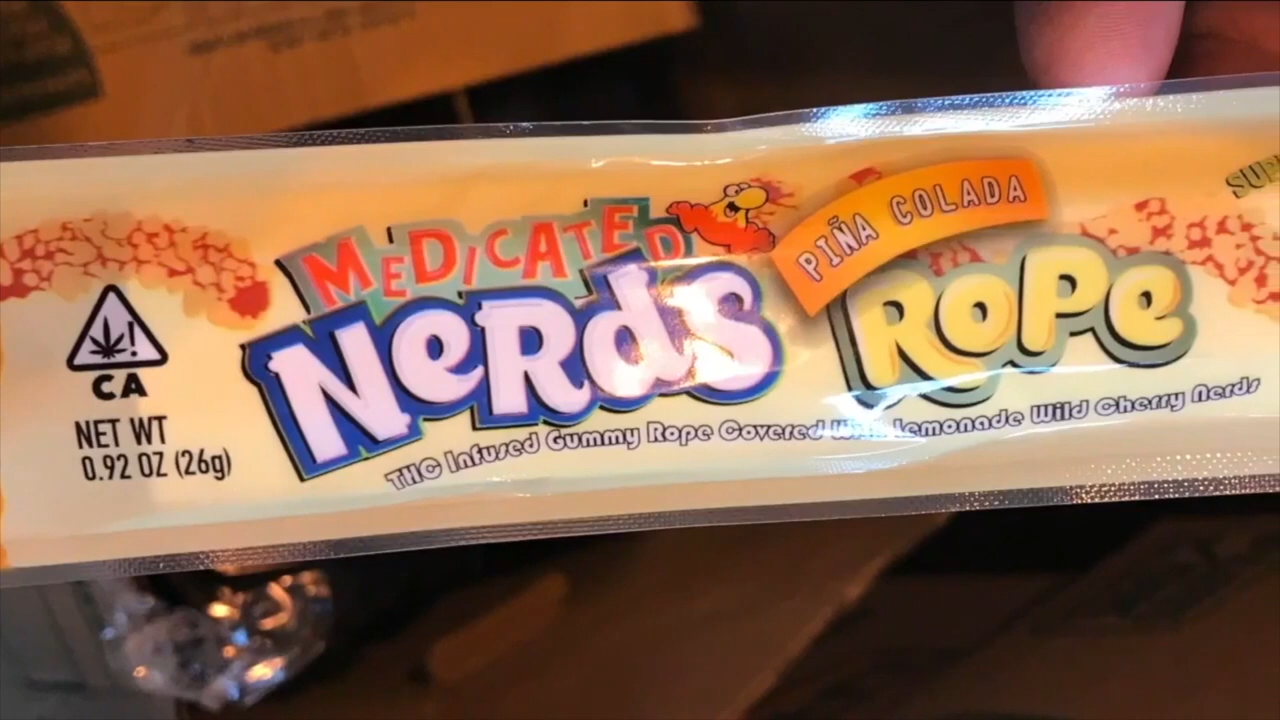 MEDICATED
NERdS
PIÑA COLADA
ROPE
THC Infused Gummy Rope Covered With Lemonade Wild Cherry Nerds
CA
NET WT
0.92 OZ (26g)